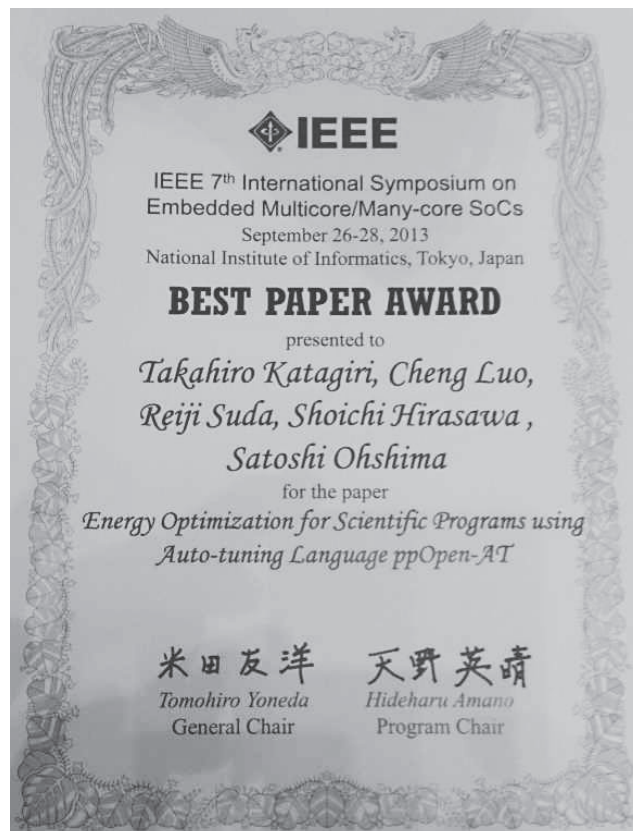 IEEE
IEEE 7th International Symposium on
Embedded Multicore/Many-core SoCs
September 26-28, 2013
National Institute of Informatics, Tokyo, Japan
BEST PAPER AWARD
presented to
Takahiro Katagiri, Cheng Luo,
Reiji Suda, Shoichi Hirasawa ,
Satoshi Ohshima
for the paper
Energy Optimization for Scientific Programs using
Auto-tuning Language ppOpen-AT
米田友洋 天野英晴
Tomohiro Yoneda Hideharu Amano
General Chair Program Chair